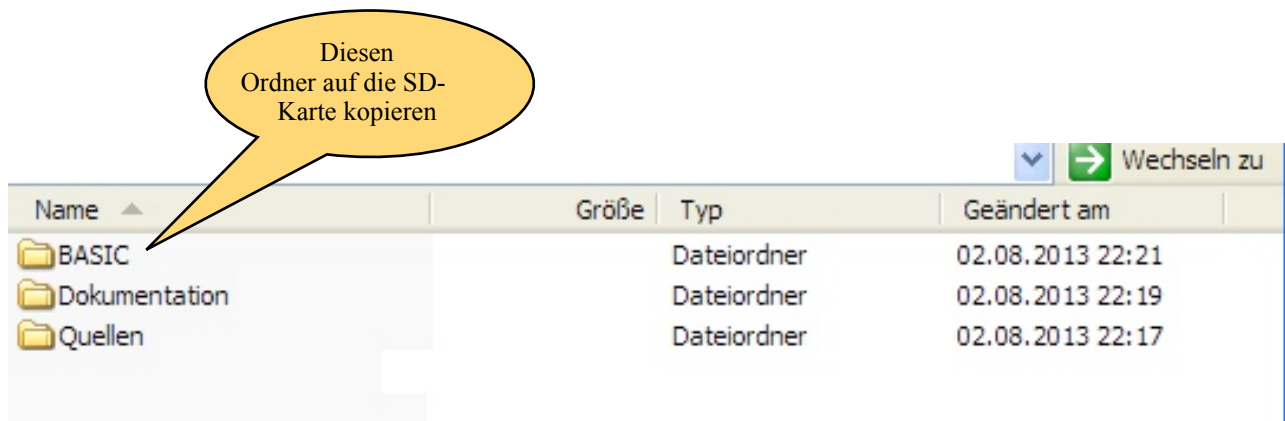 Diesen
Ordner auf die SD-
Karte kopieren
Wechseln zu
Name Größe Typ Geändert am
BASIC Dateiordner 02.08.2013 22:21
Dokumentation Dateiordner 02.08.2013 22:19
Quellen Dateiordner 02.08.2013 22:17